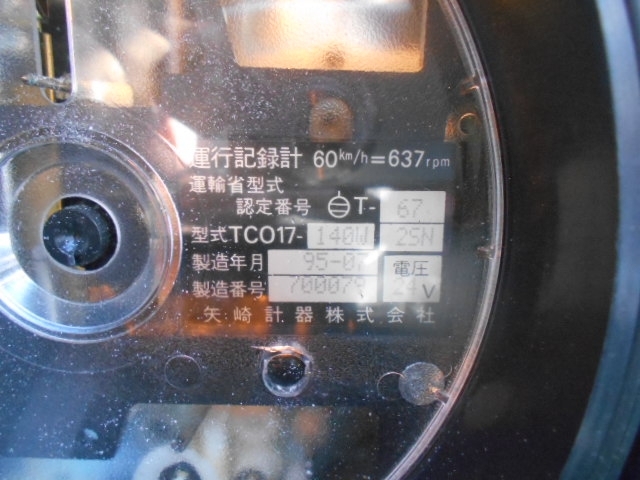 運行記録計 60km/h=637rpm
運輸省型式
認定番号 T- 67
型式TCO17- 140W 25N
製造年月 95-07 電圧
製造番号 700079 24V
矢崎計器株式会社